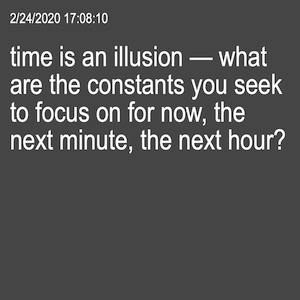 2/24/2020 17:08:10
time is an illusion — what
are the constants you seek
to focus on for now, the
next minute, the next hour?